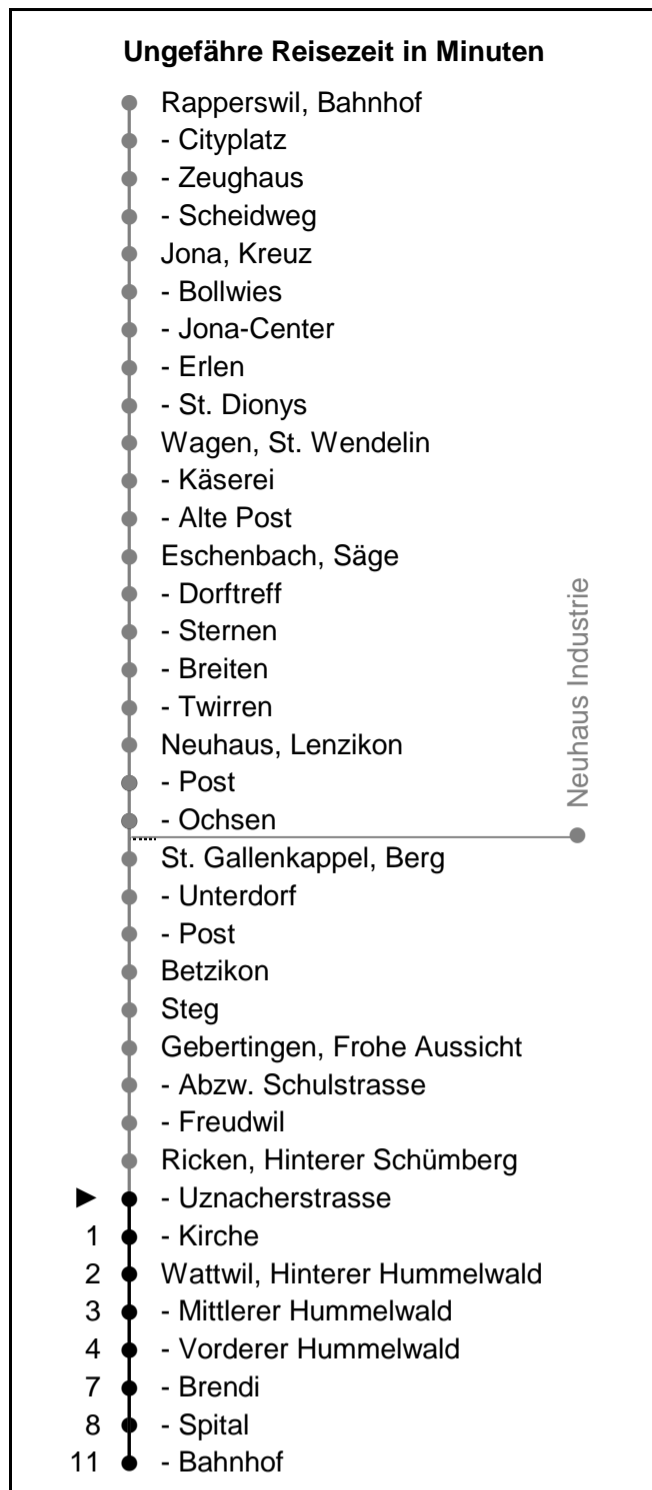 Ungefähre Reisezeit in Minuten
Rapperswil, Bahnhof
- Cityplatz
- Zeughaus
- Scheidweg
Jona, Kreuz
- Bollwies
- Jona-Center
- Erlen
- St. Dionys
Wagen, St. Wendelin
- Käserei
- Alte Post
Eschenbach, Säge
- Dorftreff
- Sternen
- Breiten
- Twirren
Neuhaus, Lenzikon
- Post
- Ochsen
Neuhaus Industrie
St. Gallenkappel, Berg
- Unterdorf
- Post
Betzikon
Steg
Gebertingen, Frohe Aussicht
- Abzw. Schulstrasse
- Freudwil
Ricken, Hinterer Schümberg
► - Uznacherstrasse
1 - Kirche
2 Wattwil, Hinterer Hummelwald
3 - Mittlerer Hummelwald
4 - Vorderer Hummelwald
7 - Brendi
8 - Spital
11 - Bahnhof